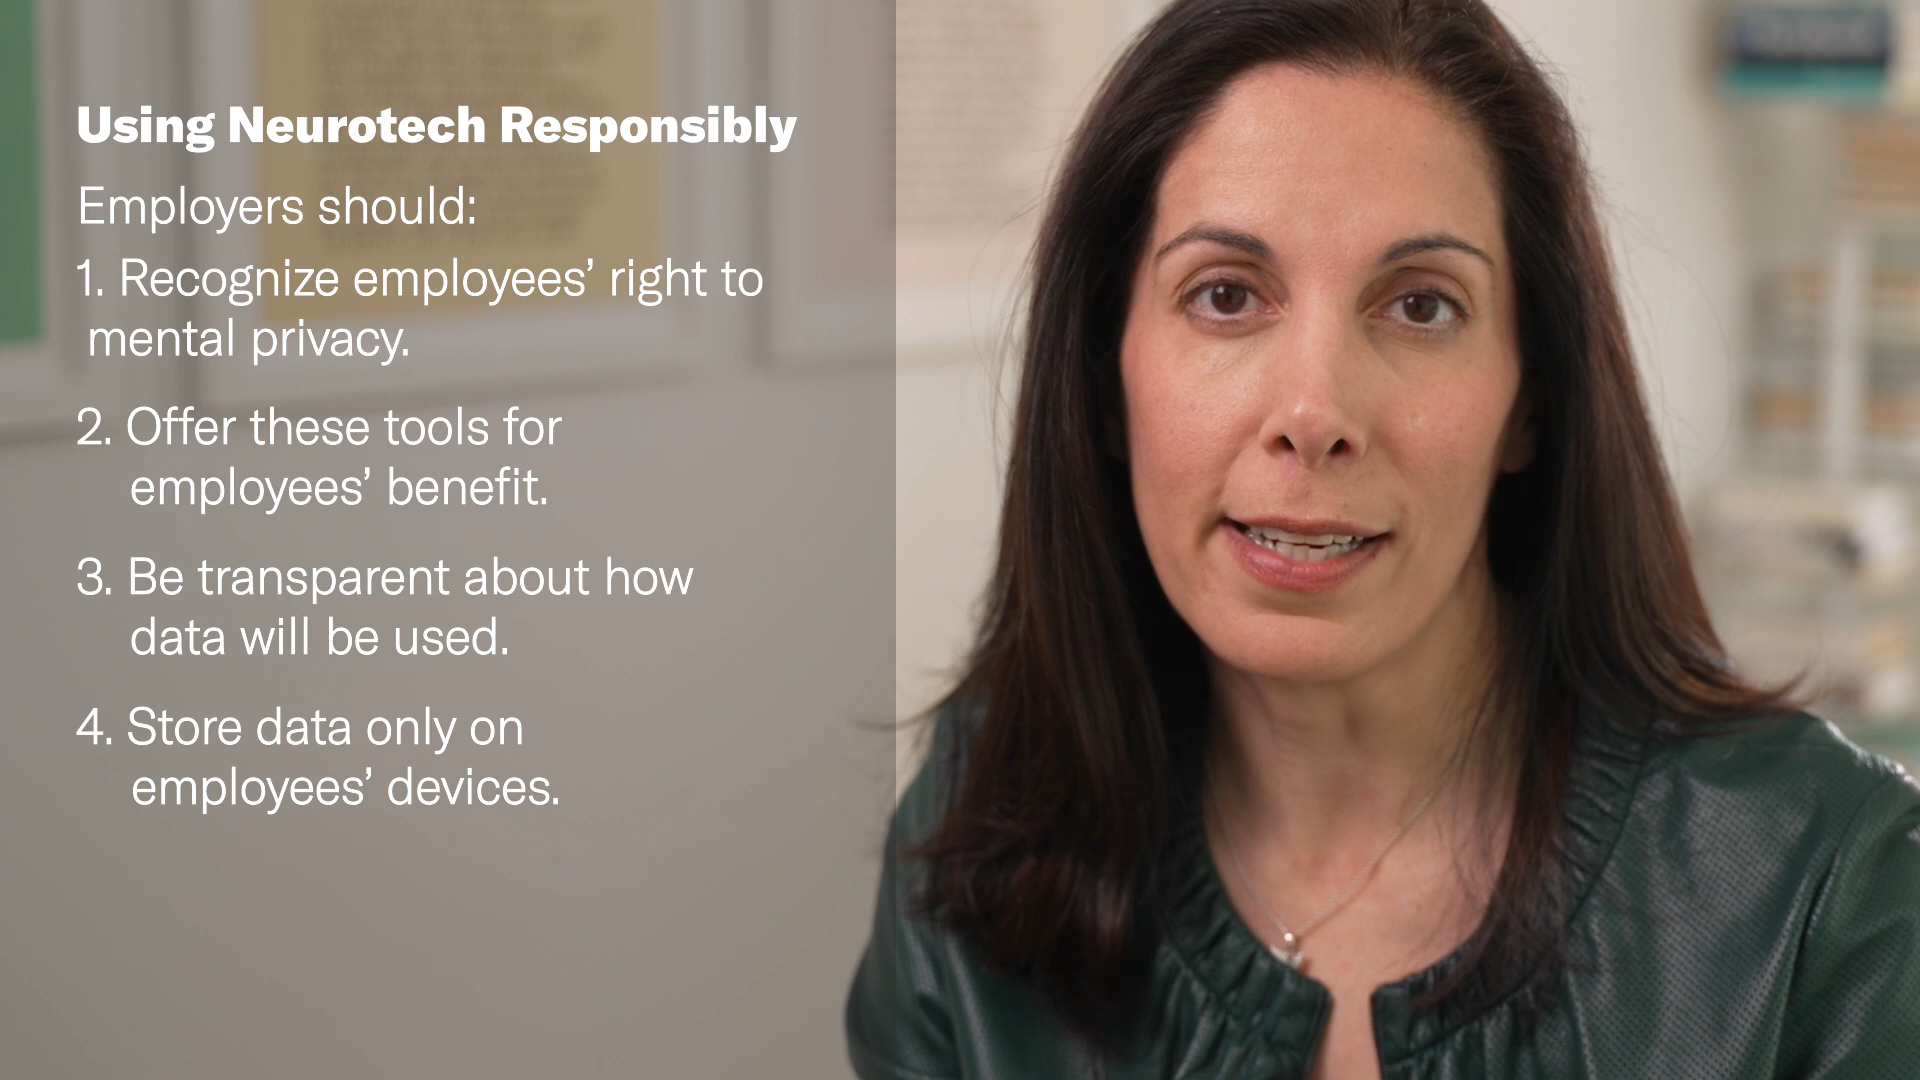 Using Neurotech Responsibly
Employers should:
1. Recognize employees’ right to
mental privacy.
2. Offer these tools for
employees’ benefit.
3. Be transparent about how
data will be used.
4. Store data only on
employees’ devices.